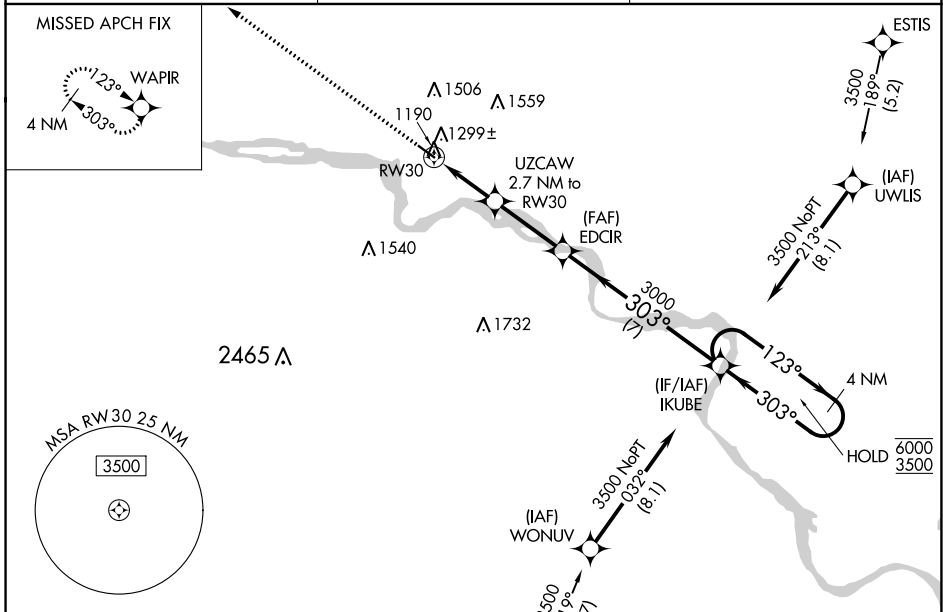 MISSED APCH FIX
WAPIR
123°
303°
4 NM
ESTIS
3500
189°
(5.2)
1506
1559
1190
1299±
RW30
UZCAW
2.7 NM to
RW30
(IAF)
UWLIS
3500 NoPT
213°
(8.1)
(FAF)
EDCIR
1540
3000
303°
(7)
1732
2465
123°
4 NM
303°
(IF/IAF)
IKUBE
HOLD
6000
3500
MSA RW30 25 NM
3500
3500 NoPT
032°
(8.1)
(IAF)
WONUV